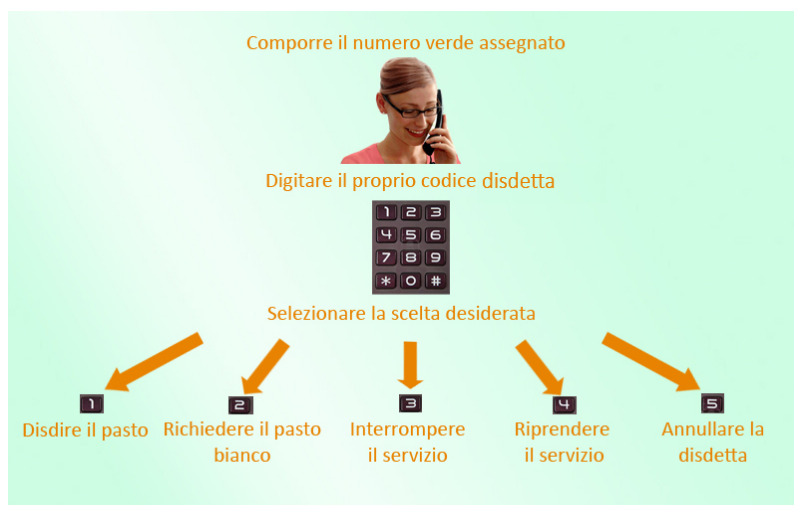 Comporre il numero verde assegnato
Digitare il proprio codice disdetta
1 2 3
4 5 6
7 8 9
* 0 #
Selezionare la scelta desiderata
1
Disdire il pasto
2
Richiedere il pasto
bianco
3
Interrompere
il servizio
4
Riprendere
il servizio
5
Annullare la
disdetta